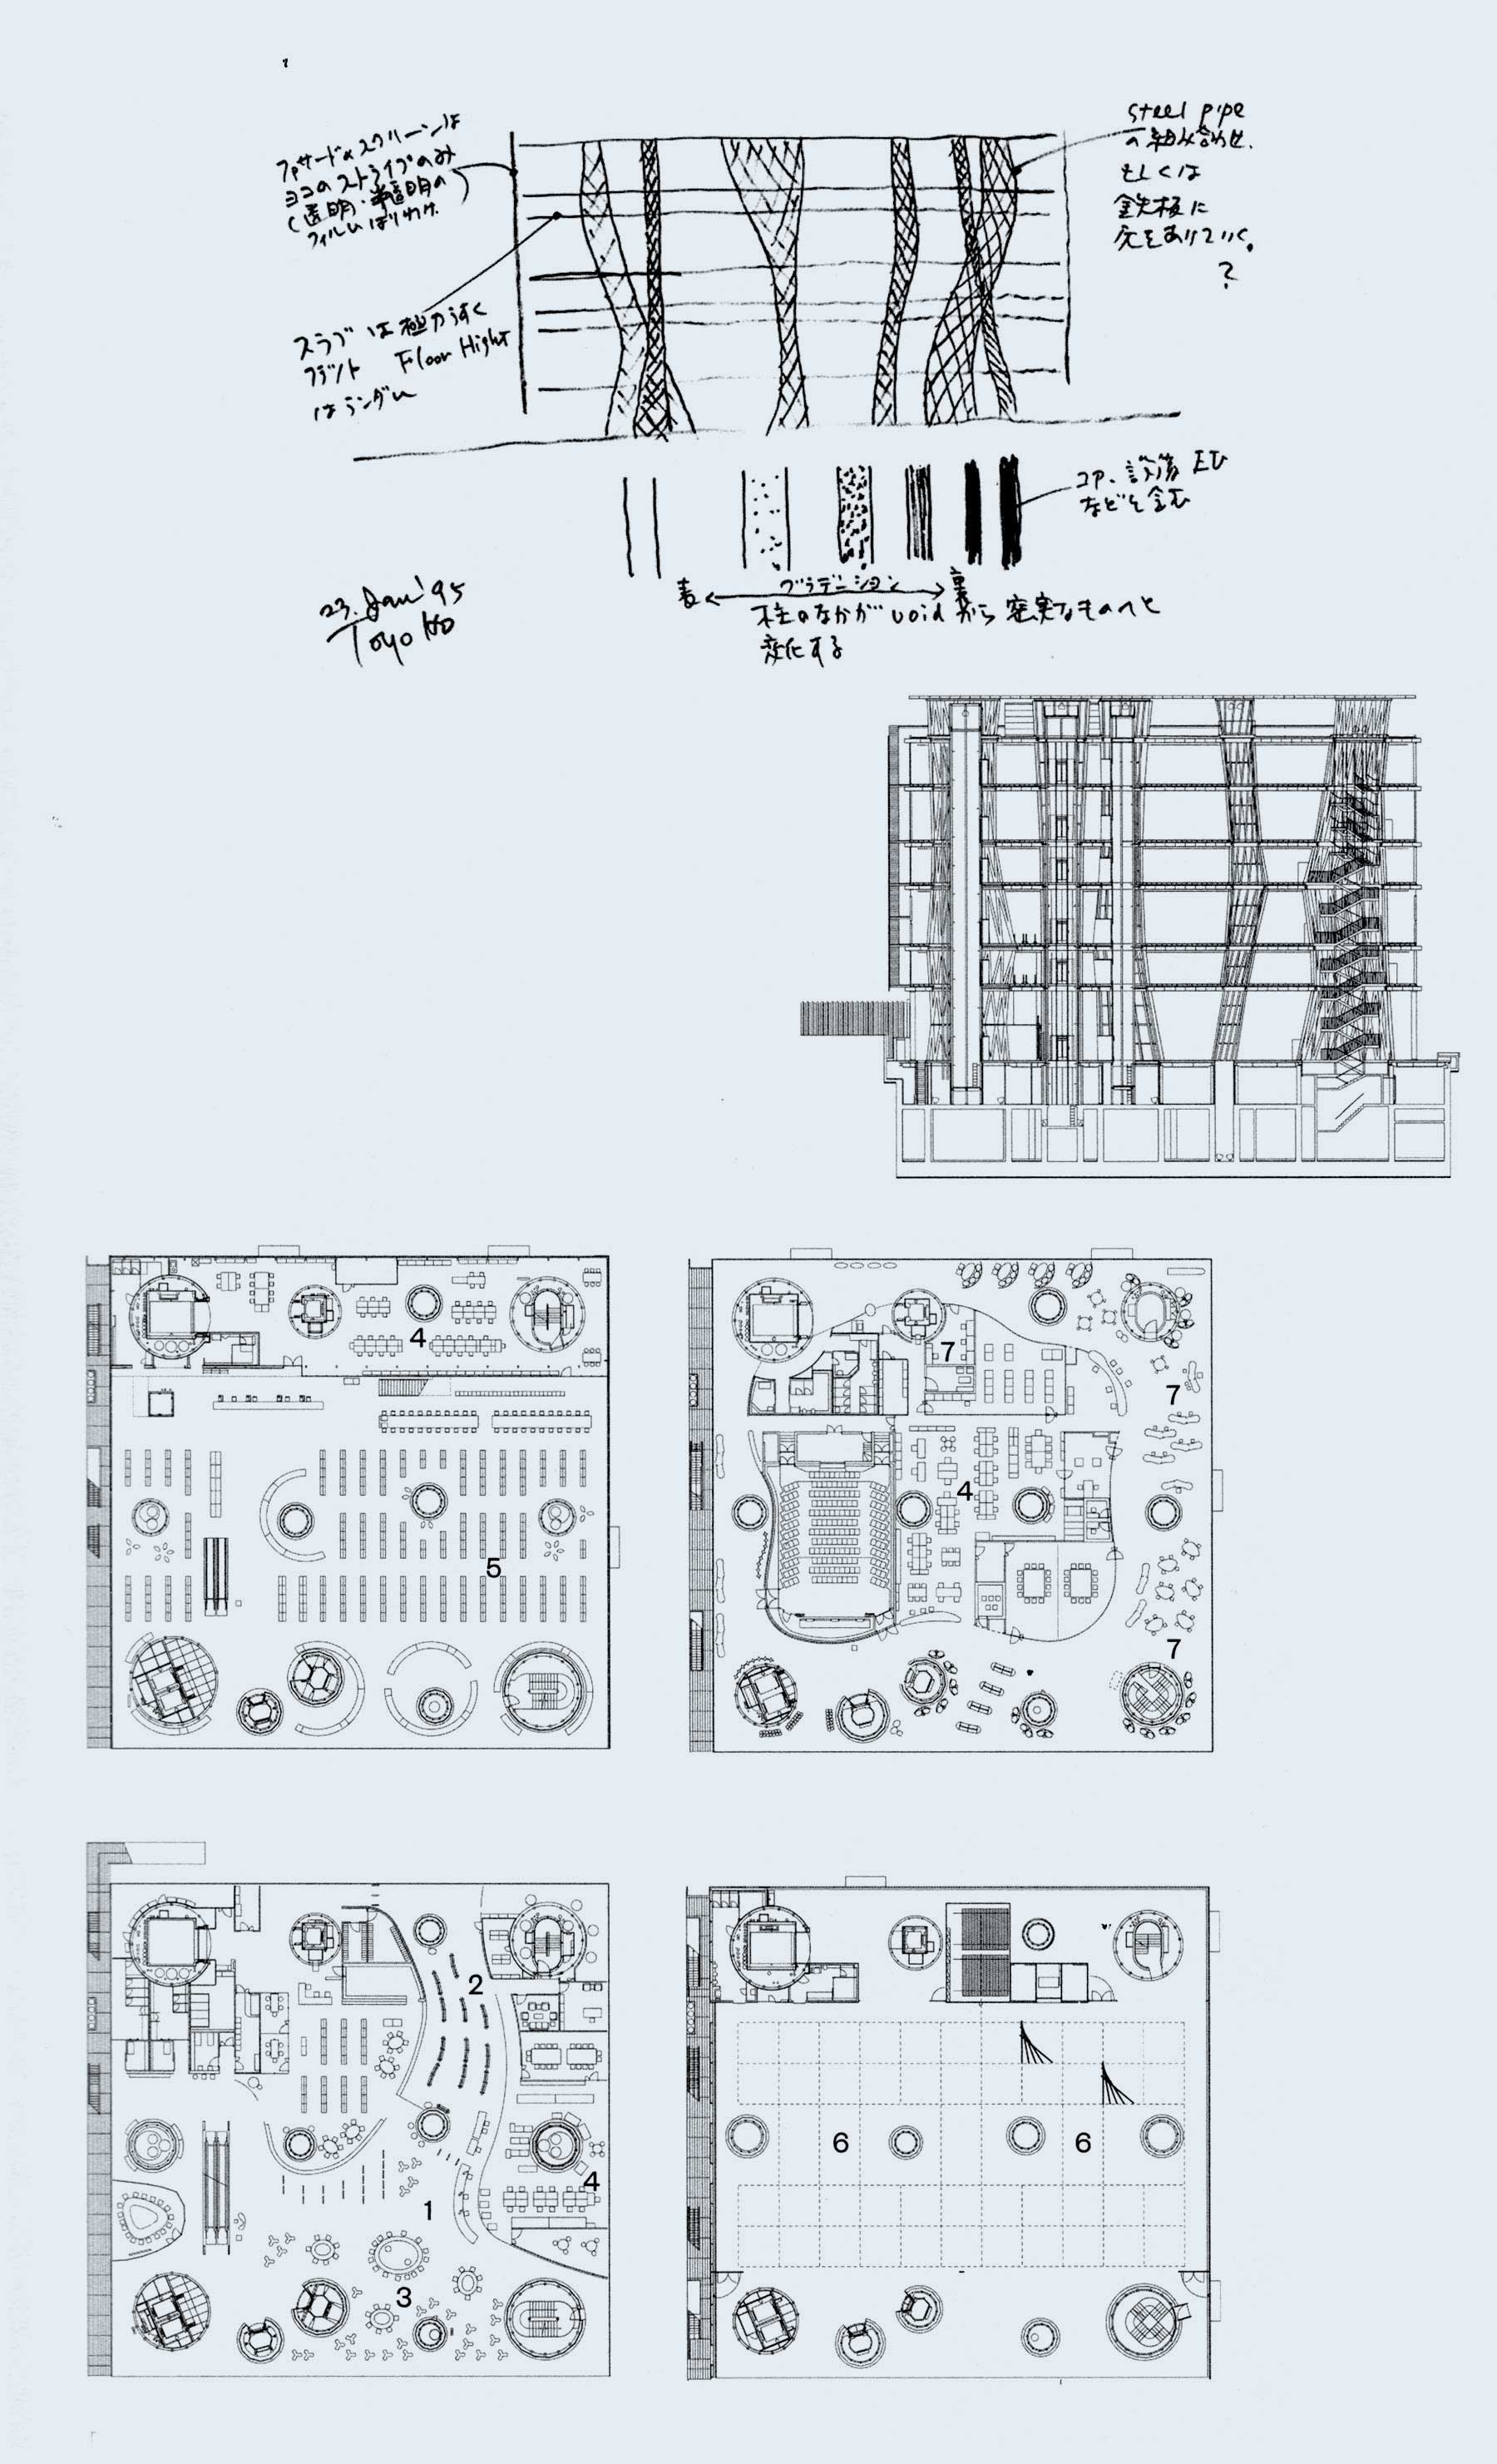 ファサードのスクリーンは
ヨコのストライプのみ
(透明・半透明の
フィルムはりわけ
steel pipe
の組み合わせ.
もしくは
鉄板に
穴をあけていく。
?
スラブは極力うすく
フラット Floor Hight
はランダム
コア、設備 EV
などを含む
表 ← グラデーション → 裏
柱のなかが void から 密実なものへと
変化する
23. Jan '95
Toyo Ito
4
5
7
7
4
7
2
4
1
3
6 6